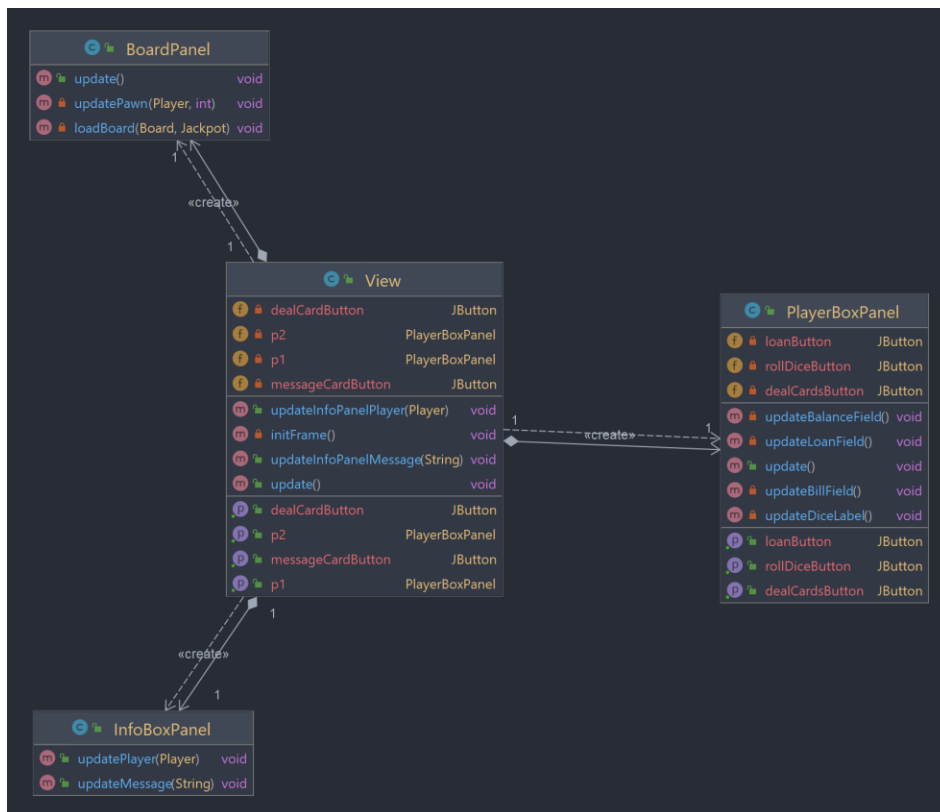 BoardPanel
update() void
updatePawn(Player, int) void
loadBoard(Board, Jackpot) void
1
«create»
1
View
dealCardButton JButton
p2 PlayerBoxPanel
p1 PlayerBoxPanel
messageCardButton JButton
updateInfoPanelPlayer(Player) void
initFrame() void
updateInfoPanelMessage(String) void
update() void
dealCardButton JButton
p2 PlayerBoxPanel
messageCardButton JButton
p1 PlayerBoxPanel
1
«create»
1
PlayerBoxPanel
loanButton JButton
rollDiceButton JButton
dealCardsButton JButton
updateBalanceField() void
updateLoanField() void
update() void
updateBillField() void
updateDiceLabel() void
loanButton JButton
rollDiceButton JButton
dealCardsButton JButton
1
«create»
1
InfoBoxPanel
updatePlayer(Player) void
updateMessage(String) void